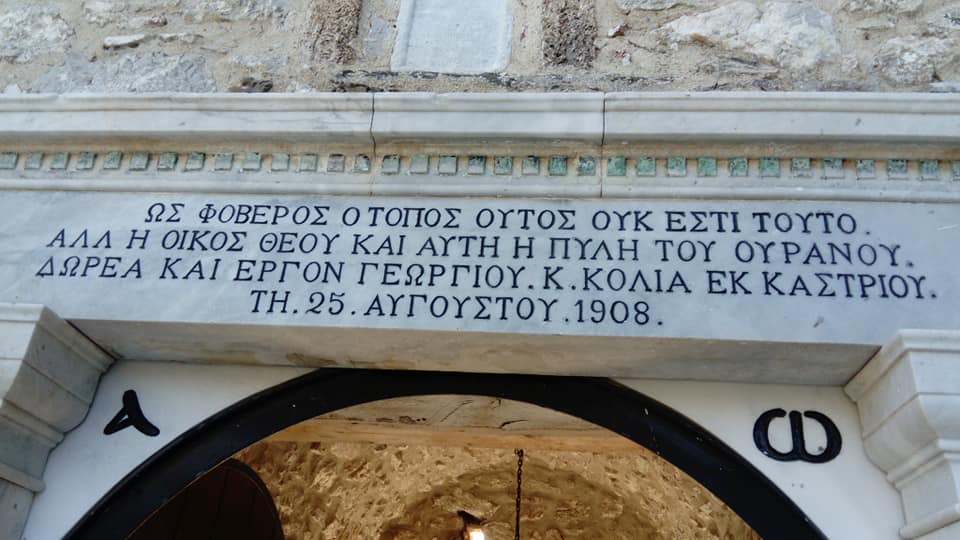 ΩΣ ΦΟΒΕΡΟΣ Ο ΤΟΠΟΣ ΟΥΤΟΣ ΟΥΚ ΕΣΤΙ ΤΟΥΤΟ.
ΑΛΛ Η ΟΙΚΟΣ ΘΕΟΥ ΚΑΙ ΑΥΤΗ Η ΠΥΛΗ ΤΟΥ ΟΥΡΑΝΟΥ.
ΔΩΡΕΑ ΚΑΙ ΕΡΓΟΝ ΓΕΩΡΓΙΟΥ. Κ. ΚΟΛΙΑ ΕΚ ΚΑΣΤΡΙΟΥ.
ΤΗ. 25. ΑΥΓΟΥΣΤΟΥ. 1908.
Α Ω